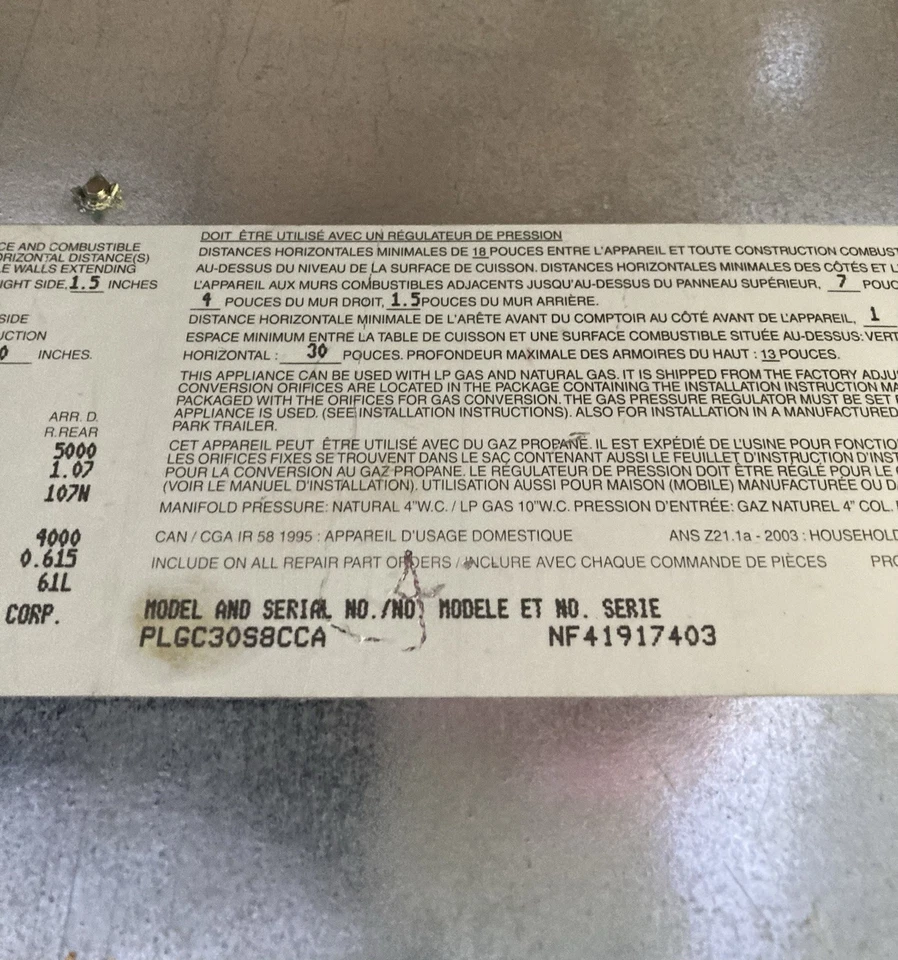 CE AND COMBUSTIBLE
ORIZONTAL DISTANCE(S)
E WALLS EXTENDING
IGHT SIDE, 1.5 INCHES
SIDE
UCTION
0 INCHES.
ARR. D.
R.REAR
5000
1.07
107N
4000
0.615
61L
CORP.
DOIT ÊTRE UTILISÉ AVEC UN RÉGULATEUR DE PRESSION
DISTANCES HORIZONTALES MINIMALES DE 18 POUCES ENTRE L'APPAREIL ET TOUTE CONSTRUCTION COMBUST
AU-DESSUS DU NIVEAU DE LA SURFACE DE CUISSON. DISTANCES HORIZONTALES MINIMALES DES CÔTÉS ET L'
L'APPAREIL AUX MURS COMBUSTIBLES ADJACENTS JUSQU'AU-DESSUS DU PANNEAU SUPÉRIEUR, 7 POUC
4 POUCES DU MUR DROIT, 1.5 POUCES DU MUR ARRIÈRE.
DISTANCE HORIZONTALE MINIMALE DE L'ARÊTE AVANT DU COMPTOIR AU CÔTÉ AVANT DE L'APPAREIL, 1
ESPACE MINIMUM ENTRE LA TABLE DE CUISSON ET UNE SURFACE COMBUSTIBLE SITUÉE AU-DESSUS: VERT
HORIZONTAL : 30 POUCES. PROFONDEUR MAXIMALE DES ARMOIRES DU HAUT : 13 POUCES.
THIS APPLIANCE CAN BE USED WITH LP GAS AND NATURAL GAS. IT IS SHIPPED FROM THE FACTORY ADJU
CONVERSION ORIFICES ARE LOCATED IN THE PACKAGE CONTAINING THE INSTALLATION INSTRUCTION MA
PACKAGED WITH THE ORIFICES FOR GAS CONVERSION. THE GAS PRESSURE REGULATOR MUST BE SET
APPLIANCE IS USED. (SEE INSTALLATION INSTRUCTIONS). ALSO FOR INSTALLATION IN A MANUFACTURED
PARK TRAILER.
CET APPAREIL PEUT ÊTRE UTILISÉ AVEC DU GAZ PROPANE. IL EST EXPÉDIÉ DE L'USINE POUR FONCTIO
LES ORIFICES FIXES SE TROUVENT DANS LE SAC CONTENANT AUSSI LE FEUILLET D'INSTRUCTION D'INST
POUR LA CONVERSION AU GAZ PROPANE. LE RÉGULATEUR DE PRESSION DOIT ÊTRE RÉGLÉ POUR LE
(VOIR LE MANUEL D'INSTALLATION). UTILISATION AUSSI POUR MAISON (MOBILE) MANUFACTURÉE OU D
MANIFOLD PRESSURE: NATURAL 4"W.C. / LP GAS 10"W.C. PRESSION D'ENTRÉE: GAZ NATUREL 4" COL.
CAN / CGA IR 58 1995 : APPAREIL D'USAGE DOMESTIQUE ANS Z21.1a - 2003 : HOUSEHOLD
INCLUDE ON ALL REPAIR PART ORDERS / INCLURE AVEC CHAQUE COMMANDE DE PIÈCES PRO
MODEL AND SERIAL NO./NO MODELE ET NO. SERIE
PLGC30S8CCA NF41917403